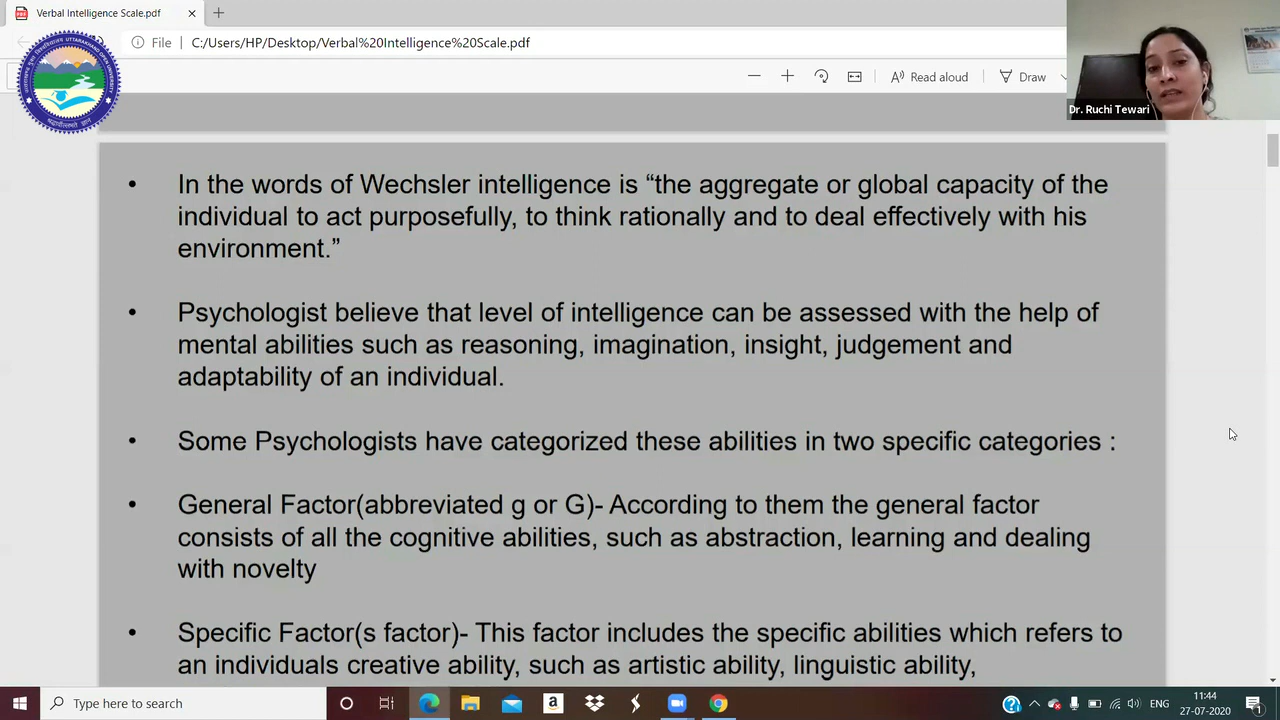 Verbal Intelligence Scale.pdf
File
C:/Users/HP/Desktop/Verbal%20Intelligence%20Scale.pdf
Read aloud
Draw
Dr. Ruchi Tewari
• In the words of Wechsler intelligence is “the aggregate or global capacity of the
individual to act purposefully, to think rationally and to deal effectively with his
environment.”
• Psychologist believe that level of intelligence can be assessed with the help of
mental abilities such as reasoning, imagination, insight, judgement and
adaptability of an individual.
• Some Psychologists have categorized these abilities in two specific categories :
• General Factor(abbreviated g or G)- According to them the general factor
consists of all the cognitive abilities, such as abstraction, learning and dealing
with novelty
• Specific Factor(s factor)- This factor includes the specific abilities which refers to
an individuals creative ability, such as artistic ability, linguistic ability,
Type here to search
ENG
11:44
27-07-2020